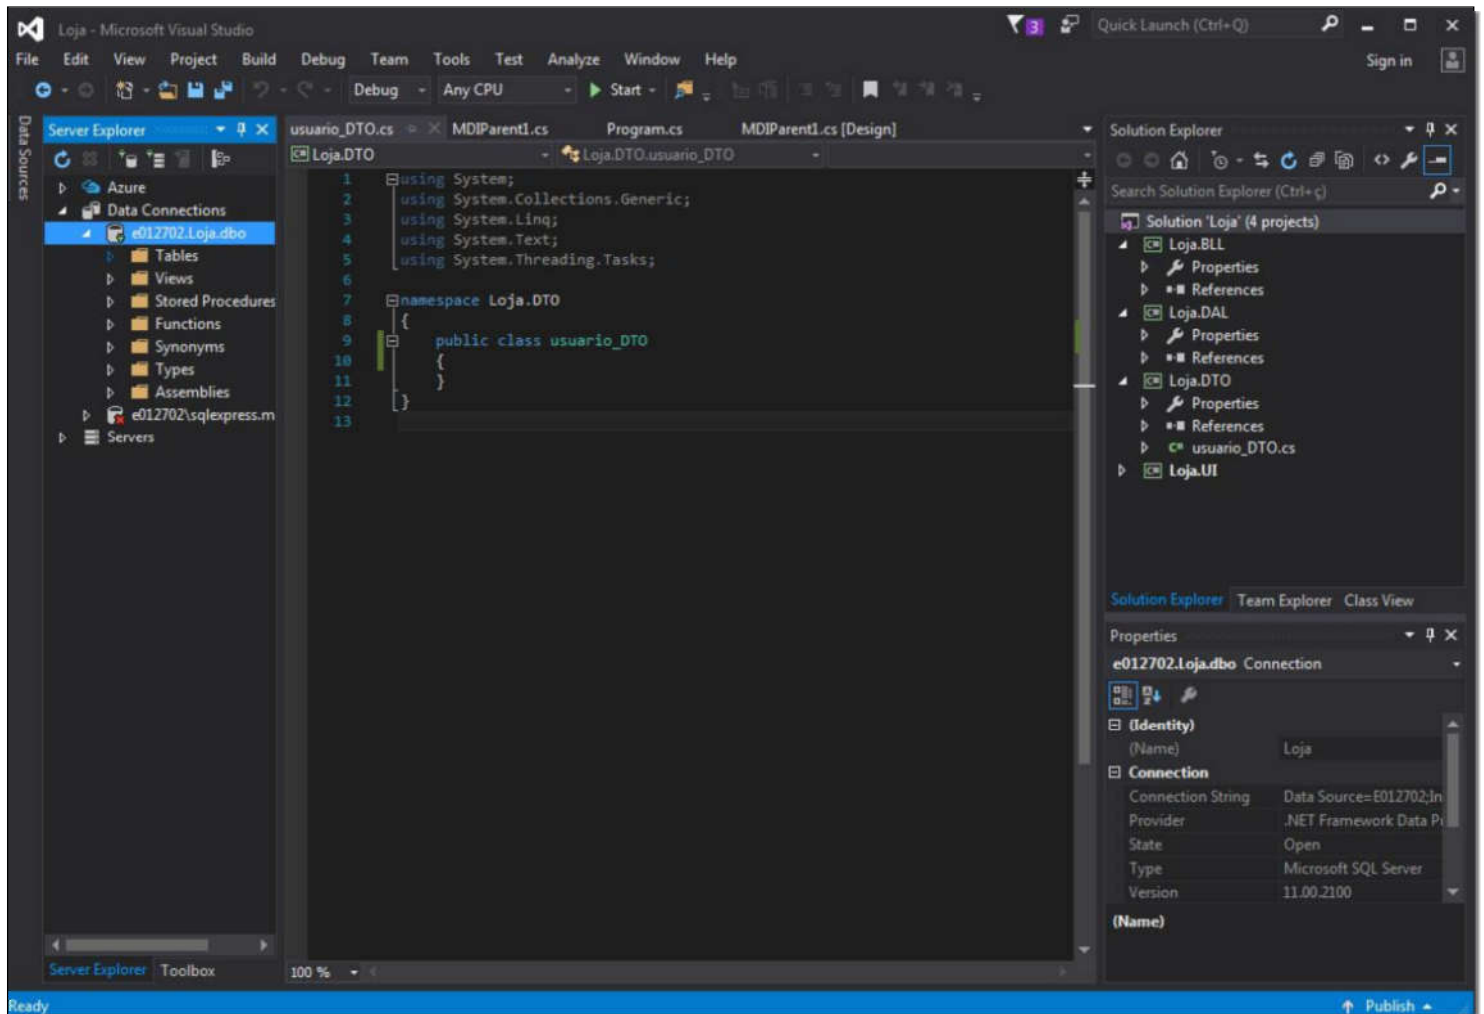 Loja - Microsoft Visual Studio
3
Quick Launch (Ctrl+Q)
File Edit View Project Build Debug Team Tools Test Analyze Window Help
Sign in
Debug Any CPU Start
Data Sources
Server Explorer
Azure
Data Connections
e012702.Loja.dbo
Tables
Views
Stored Procedures
Functions
Synonyms
Types
Assemblies
e012702\sqlexpress.m
Servers
Server Explorer Toolbox
usuario_DTO.cs MDIParent1.cs Program.cs MDIParent1.cs [Design]
Loja.DTO Loja.DTO.usuario_DTO
1 using System;
2 using System.Collections.Generic;
3 using System.Linq;
4 using System.Text;
5 using System.Threading.Tasks;
6
7 namespace Loja.DTO
8 {
9 public class usuario_DTO
10 {
11 }
12 }
13
100 %
Solution Explorer
Search Solution Explorer (Ctrl+ç)
Solution 'Loja' (4 projects)
Loja.BLL
Properties
References
Loja.DAL
Properties
References
Loja.DTO
Properties
References
usuario_DTO.cs
Loja.UI
Solution Explorer Team Explorer Class View
Properties
e012702.Loja.dbo Connection
(Identity)
(Name) Loja
Connection
Connection String Data Source=E012702;In
Provider .NET Framework Data Pr
State Open
Type Microsoft SQL Server
Version 11.00.2100
(Name)
Ready
Publish